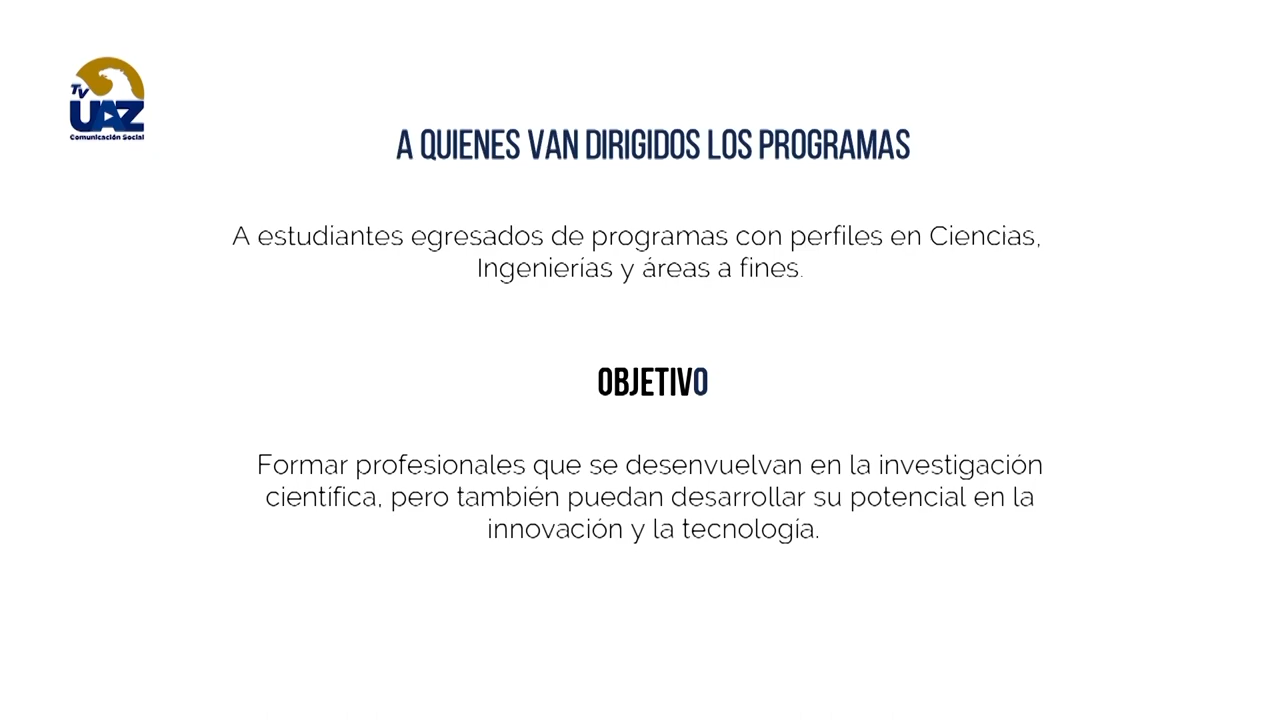 TV
UAZ
Comunicación Social
A QUIENES VAN DIRIGIDOS LOS PROGRAMAS
A estudiantes egresados de programas con perfiles en Ciencias,
Ingenierías y áreas a fines.
OBJETIVO
Formar profesionales que se desenvuelvan en la investigación
científica, pero también puedan desarrollar su potencial en la
innovación y la tecnología.